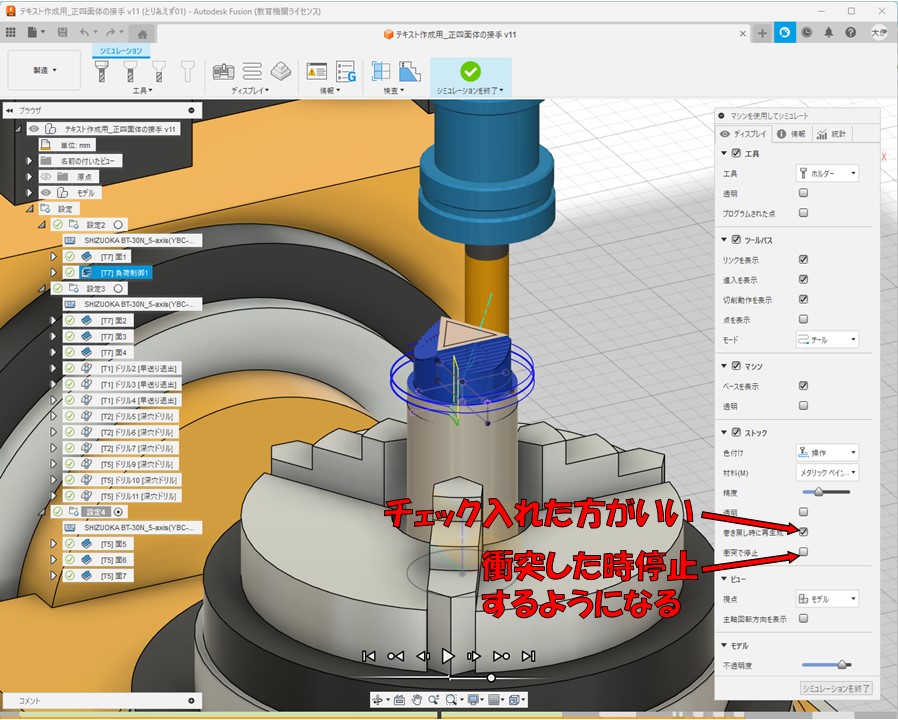 テキスト作成用_正四面体の接手 v11 (とりあえず01) - Autodesk Fusion (教育機関ライセンス)
テキスト作成用_正四面体の接手 v11
大伊
シミュレーション
製造
工具
ディスプレイ
情報
検査
シミュレーションを終了
ブラウザ
テキスト作成用_正四面体の接手 v11
単位: mm
名前の付いたビュー
原点
モデル
設定
設定2
SHIZUOKA BT-30N_5-axis(YBC-...
[T7] 面1
[T7] 負荷制御1
設定3
SHIZUOKA BT-30N_5-axis(YBC-...
[T7] 面2
[T7] 面3
[T7] 面4
[T1] ドリル2 [早送り退出]
[T1] ドリル3 [早送り退出]
[T1] ドリル4 [早送り退出]
[T2] ドリル5 [深穴ドリル]
[T2] ドリル6 [深穴ドリル]
[T2] ドリル7 [深穴ドリル]
[T5] ドリル9 [深穴ドリル]
[T5] ドリル10 [深穴ドリル]
[T5] ドリル11 [深穴ドリル]
設定4
SHIZUOKA BT-30N_5-axis(YBC-...
[T5] 面5
[T5] 面6
[T5] 面7
コメント
マシンを使用してシミュレート
ディスプレイ 情報 統計
工具
工具 ホルダー
透明
プログラムされた点
ツールパス
リンクを表示
進入を表示
切削動作を表示
点を表示
モード テール
マシン
ベースを表示
透明
ストック
色付け 操作
材料(M) メタリック ペイン...
精度
透明
巻き戻し時に再生成
衝突で停止
ビュー
視点 モデル
主軸回転方向を表示
モデル
不透明度
シミュレーションを終了
X
チェック入れた方がいい
衝突した時停止
するようになる